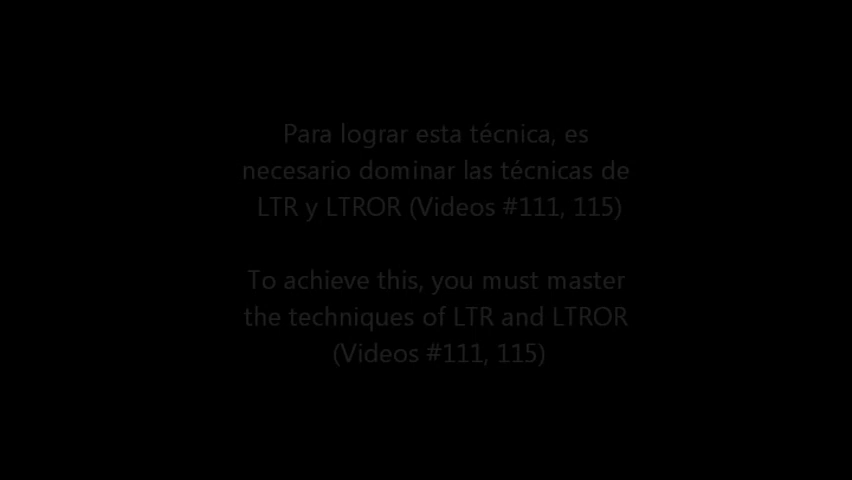 Para lograr esta técnica, es
necesario dominar las técnicas de
LTR y LTROR (Videos #111, 115)
To achieve this, you must master
the techniques of LTR and LTROR
(Videos #111, 115)